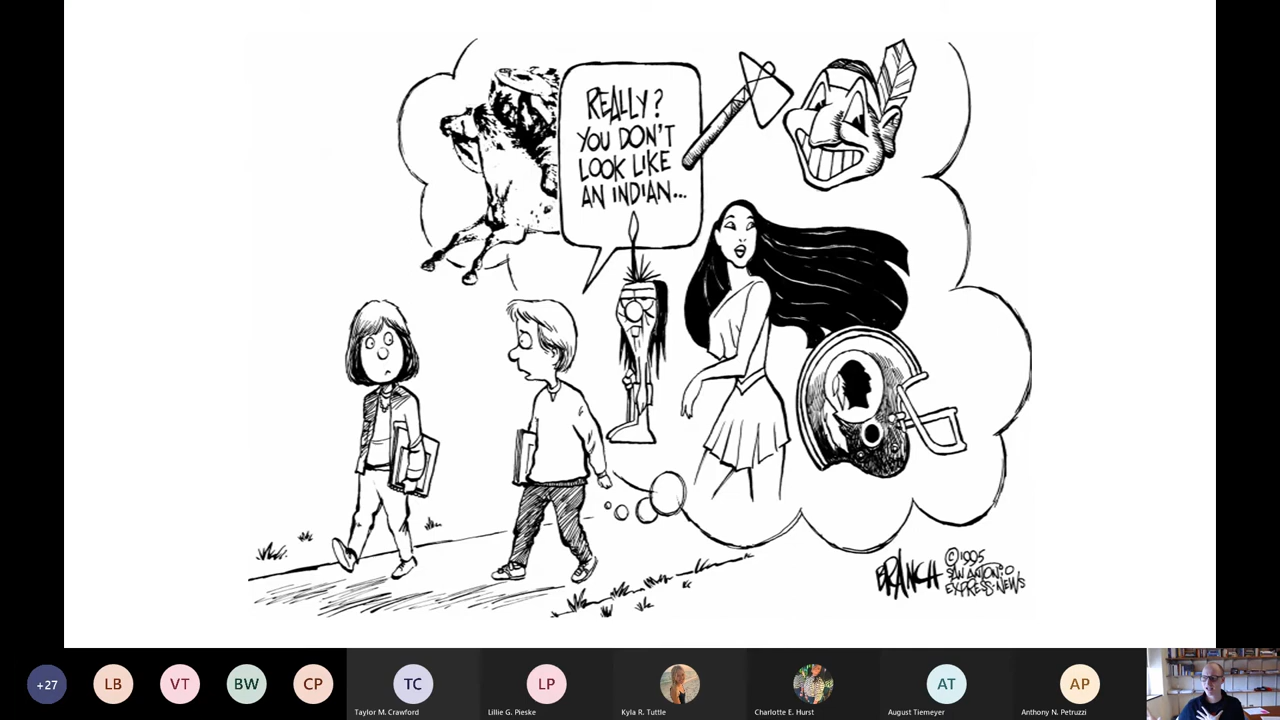 REALLY?
YOU DON'T
LOOK LIKE
AN INDIAN...
BRANCH
©1995
SAN ANTONIO
EXPRESS-NEWS
+27
LB
VT
BW
CP
TC
Taylor M. Crawford
LP
Lillie G. Pieske
Kyla R. Tuttle
Charlotte E. Hurst
AT
August Tiemeyer
AP
Anthony N. Petruzzi